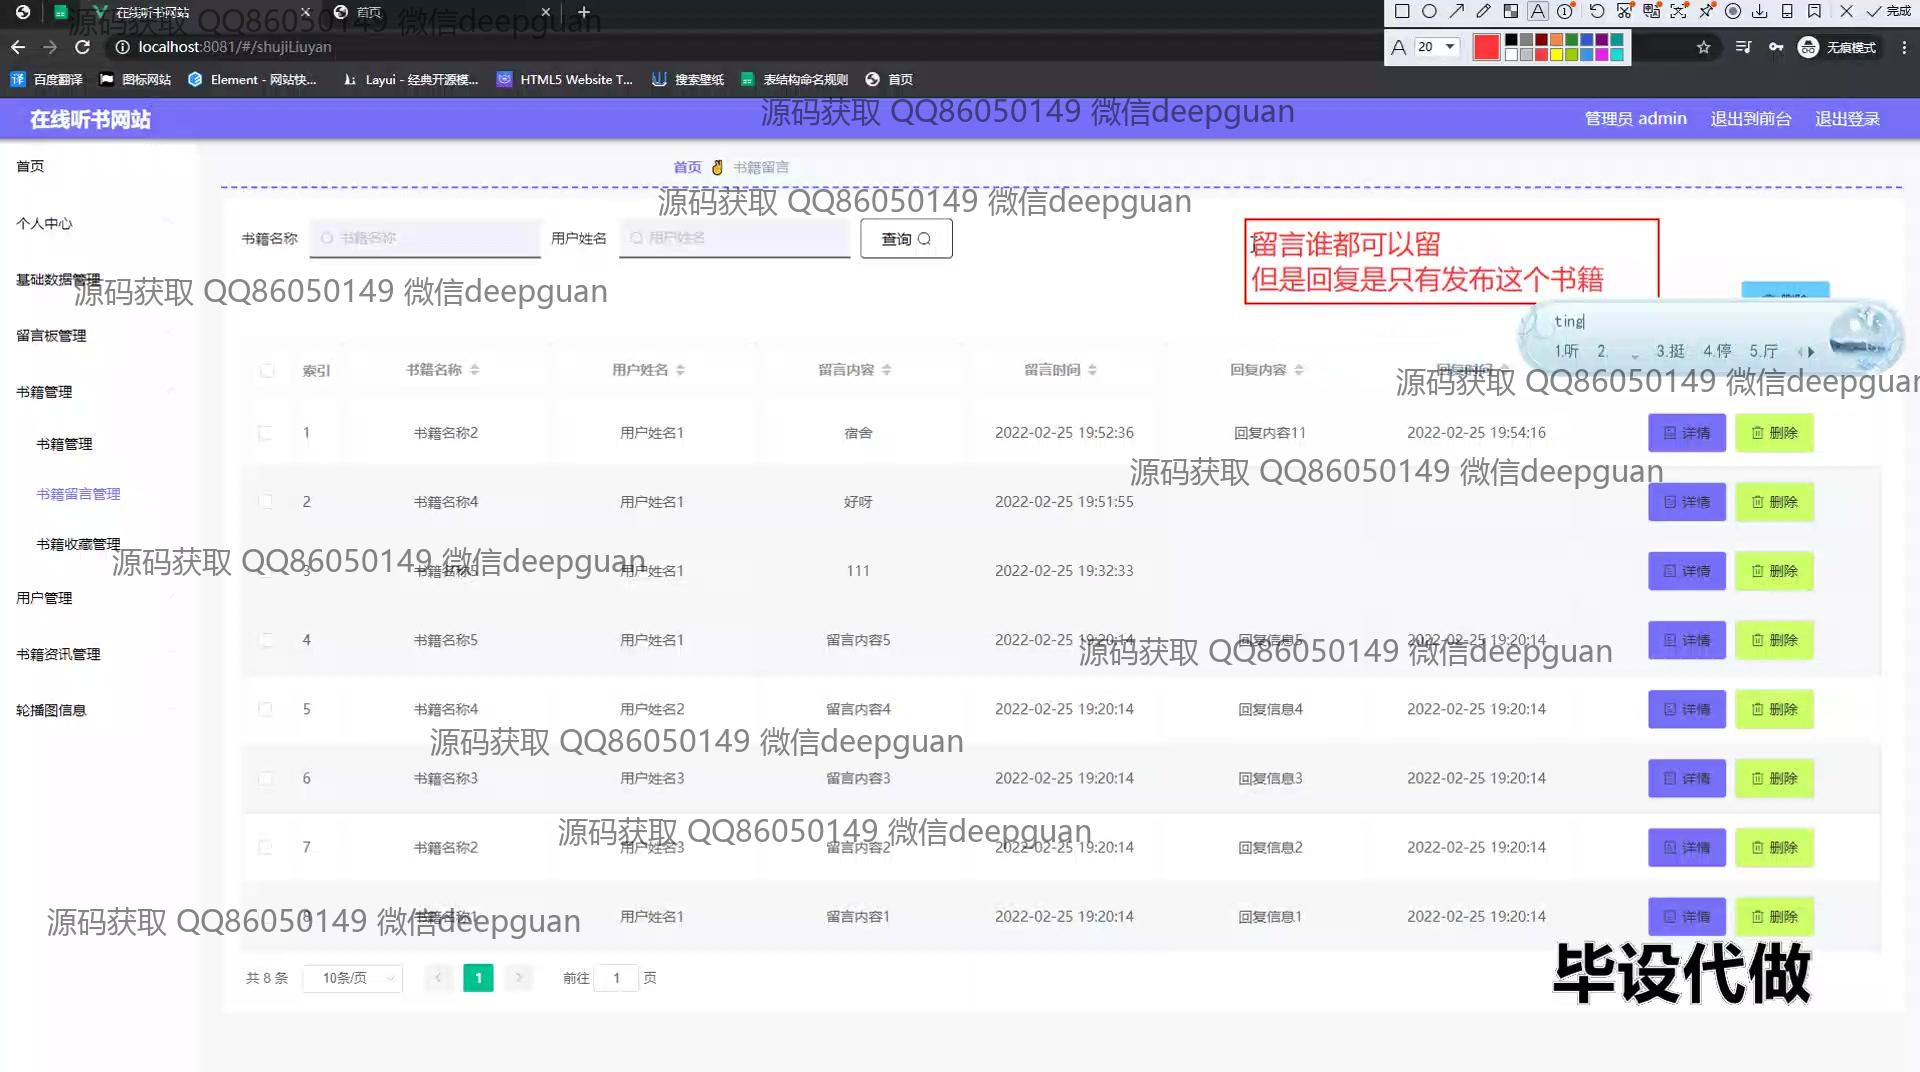 在线听书网站
首页
完成
localhost:8081/#/shujiLiuyan
A 20
无痕模式
译 百度翻译
图标网站
Element - 网站快...
Layui - 经典开源模...
HTML5 Website T...
搜索壁纸
表结构命名规则
首页
在线听书网站
管理员 admin
退出到前台
退出登录
首页
个人中心
基础数据管理
留言板管理
书籍管理
书籍管理
书籍留言管理
书籍收藏管理
用户管理
书籍资讯管理
轮播图信息
首页 书籍留言
书籍名称 书籍名称
用户姓名 用户姓名
查询
留言谁都可以留
但是回复是只有发布这个书籍
ting
1.听 2. 3.挺 4.停 5.厅
索引 书籍名称 用户姓名 留言内容 留言时间 回复内容 回复时间
1 书籍名称2 用户姓名1 宿舍 2022-02-25 19:52:36 回复内容11 2022-02-25 19:54:16 详情 删除
2 书籍名称4 用户姓名1 好呀 2022-02-25 19:51:55 详情 删除
3 书籍名称5 用户姓名1 111 2022-02-25 19:32:33 详情 删除
4 书籍名称5 用户姓名1 留言内容5 2022-02-25 19:20:14 回复信息5 2022-02-25 19:20:14 详情 删除
5 书籍名称4 用户姓名2 留言内容4 2022-02-25 19:20:14 回复信息4 2022-02-25 19:20:14 详情 删除
6 书籍名称3 用户姓名3 留言内容3 2022-02-25 19:20:14 回复信息3 2022-02-25 19:20:14 详情 删除
7 书籍名称2 用户姓名3 留言内容2 2022-02-25 19:20:14 回复信息2 2022-02-25 19:20:14 详情 删除
8 书籍名称1 用户姓名1 留言内容1 2022-02-25 19:20:14 回复信息1 2022-02-25 19:20:14 详情 删除
共 8 条 10条/页 1 前往 1 页
毕设代做
源码获取 QQ86050149 微信deepguan
源码获取 QQ86050149 微信deepguan
源码获取 QQ86050149 微信deepguan
源码获取 QQ86050149 微信deepguan
源码获取 QQ86050149 微信deepguan
源码获取 QQ86050149 微信deepguan
源码获取 QQ86050149 微信deepguan
源码获取 QQ86050149 微信deepguan
源码获取 QQ86050149 微信deepguan
源码获取 QQ86050149 微信deepguan
源码获取 QQ86050149 微信deepguan